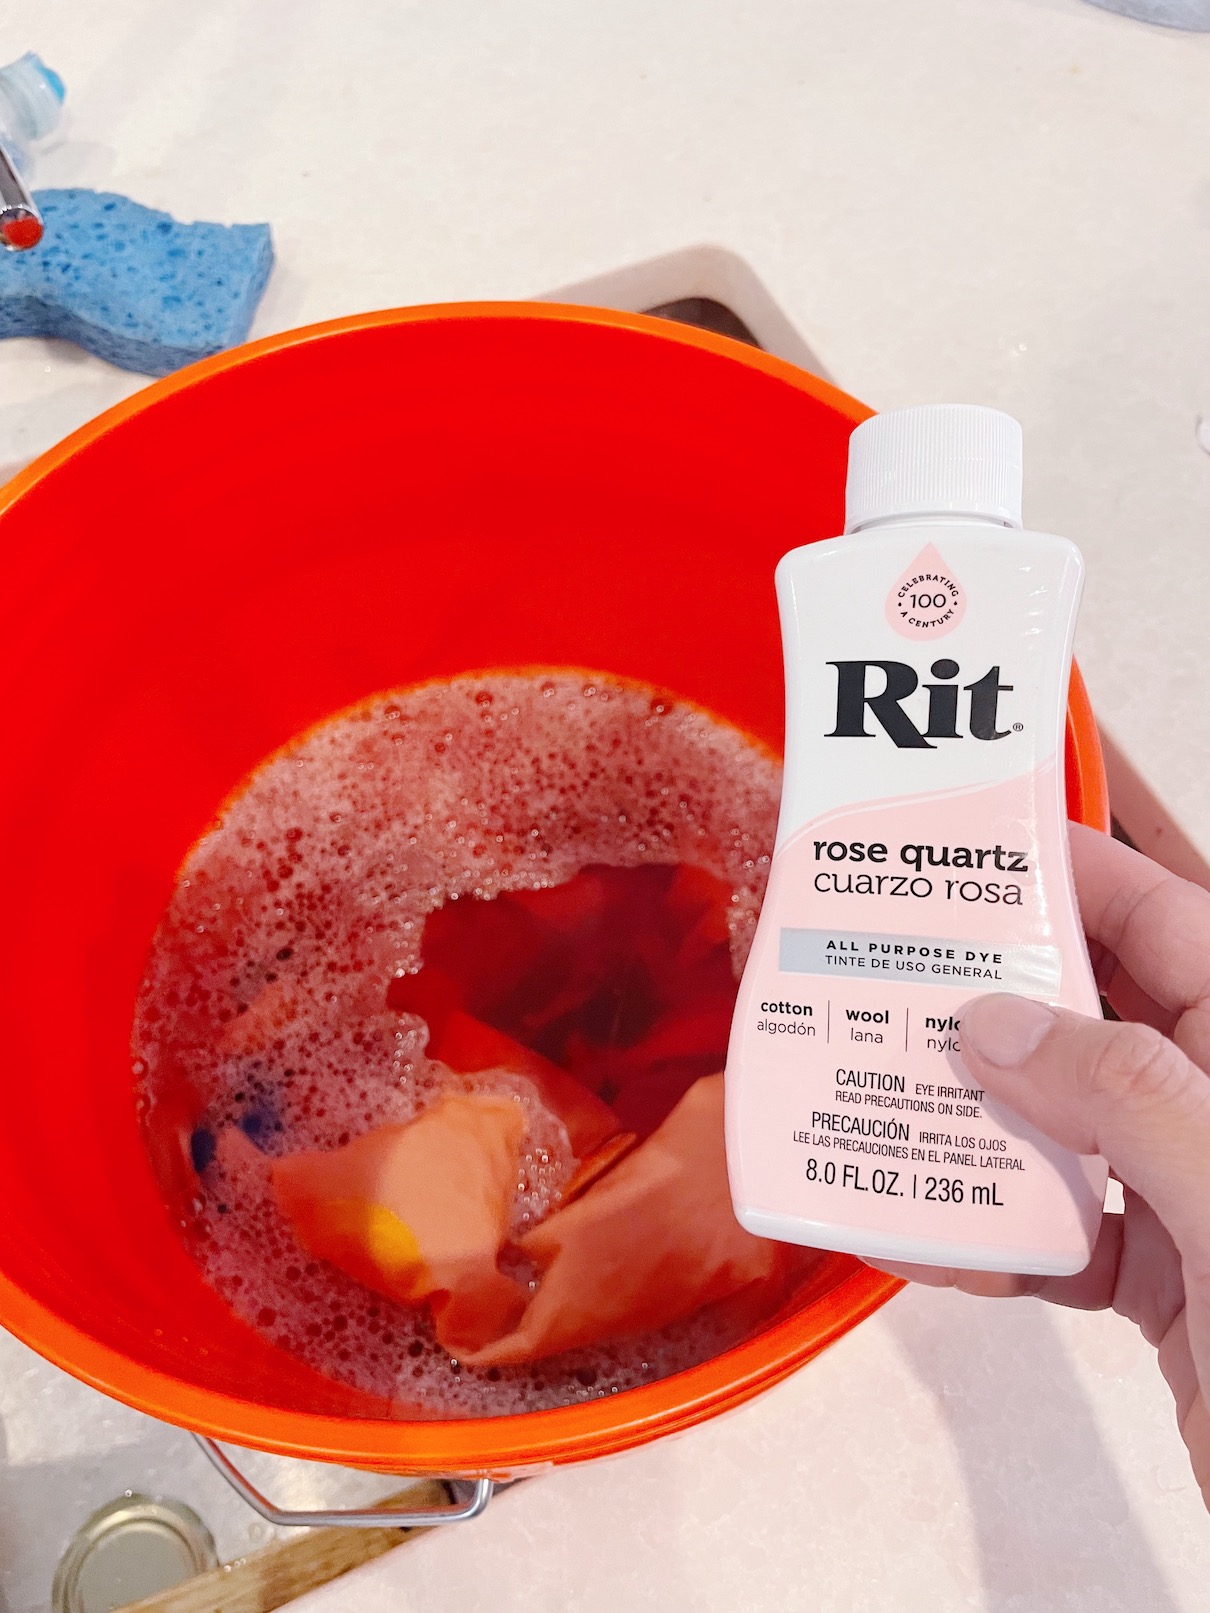 CELEBRATING
100
A CENTURY
Rit®
rose quartz
cuarzo rosa
ALL PURPOSE DYE
TINTE DE USO GENERAL
cotton
algodón
wool
lana
CAUTION EYE IRRITANT
READ PRECAUTIONS ON SIDE.
PRECAUCIÓN IRRITA LOS OJOS
LEE LAS PRECAUCIONES EN EL PANEL LATERAL
8.0 FL.OZ. | 236 mL